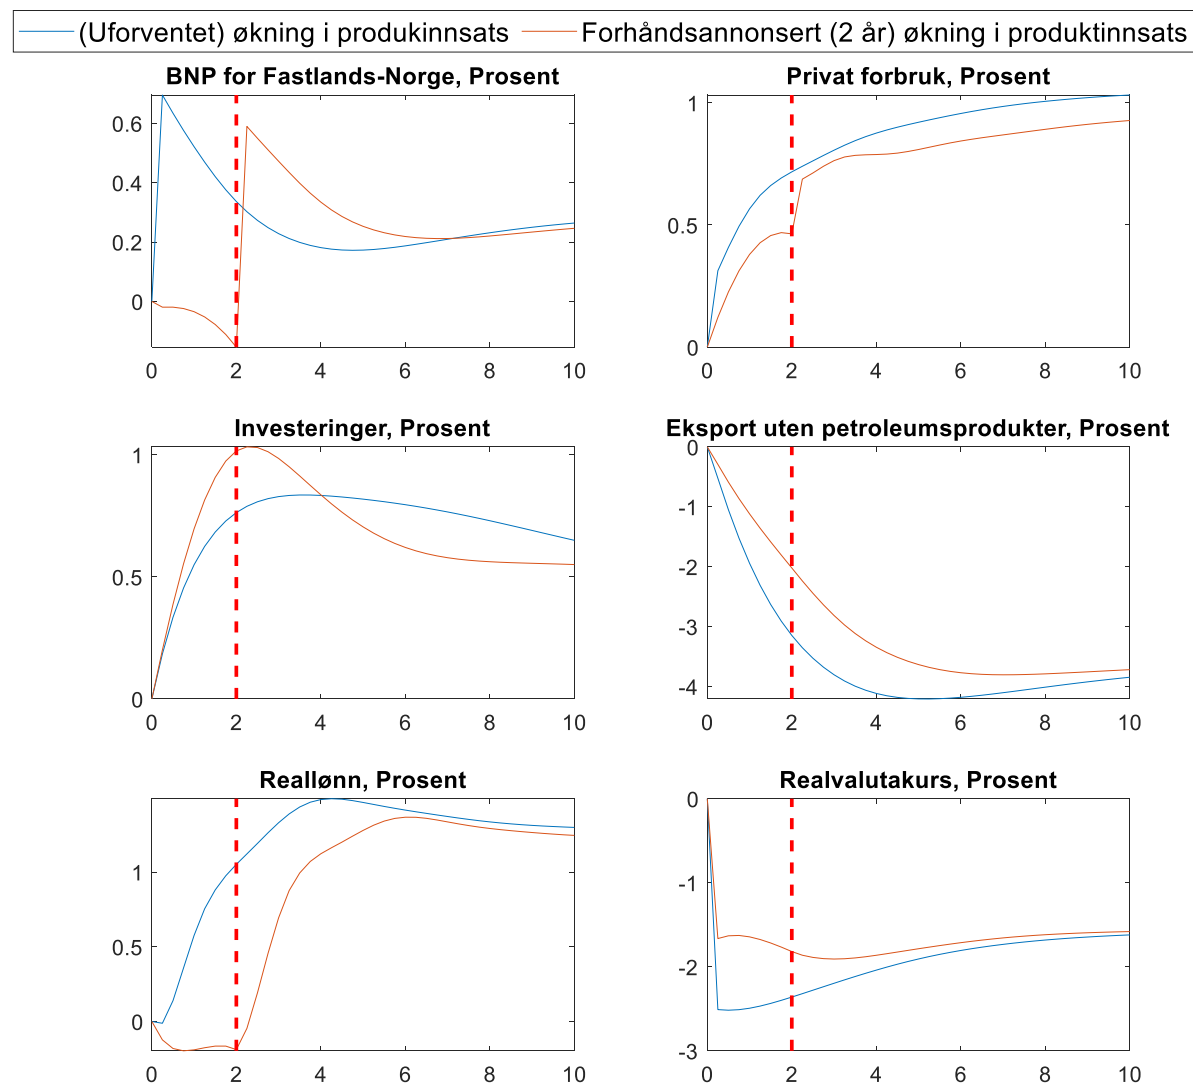 (Uforventet) økning i produkinnsats Forhåndsannonsert (2 år) økning i produktinnsats
BNP for Fastlands-Norge, Prosent
0.6
0.4
0.2
0
0 2 4 6 8 10
Privat forbruk, Prosent
1
0.5
0
0 2 4 6 8 10
Investeringer, Prosent
1
0.5
0
0 2 4 6 8 10
Eksport uten petroleumsprodukter, Prosent
0
-1
-2
-3
-4
0 2 4 6 8 10
Reallønn, Prosent
1
0.5
0
0 2 4 6 8 10
Realvalutakurs, Prosent
0
-1
-2
-3
0 2 4 6 8 10